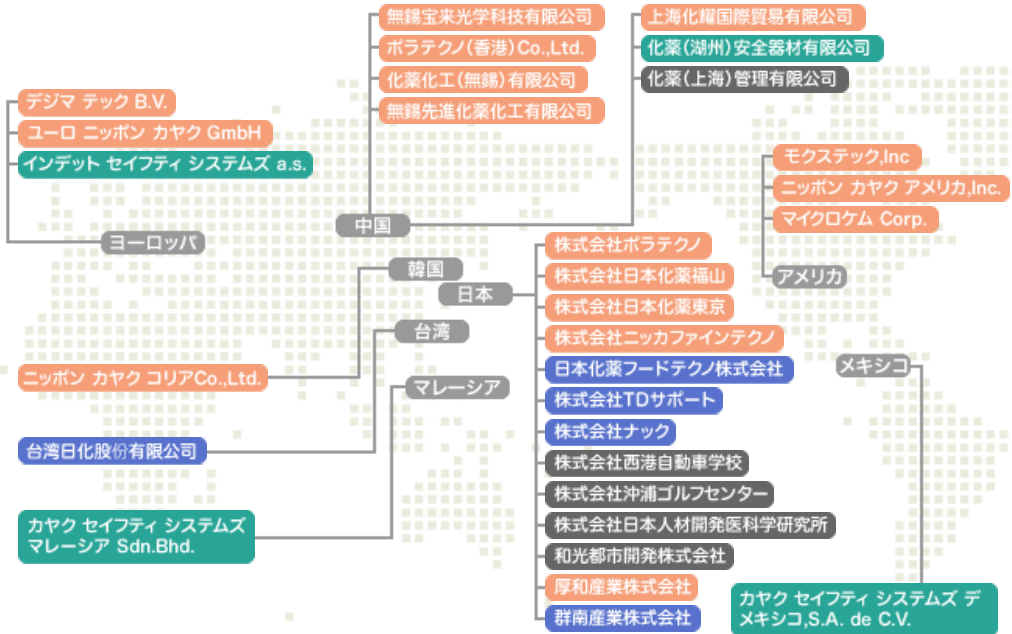 無錫宝来光学科技有限公司
ポラテクノ(香港)Co.,Ltd.
化薬化工(無錫)有限公司
無錫先進化薬化工有限公司
上海化耀国際貿易有限公司
化薬(湖州)安全器材有限公司
化薬(上海)管理有限公司
中国
デジマ テック B.V.
ユーロ ニッポン カヤク GmbH
インデット セイフティ システムズ a.s.
ヨーロッパ
モクステック,Inc
ニッポン カヤク アメリカ,Inc.
マイクロケム Corp.
アメリカ
韓国
日本
台湾
マレーシア
メキシコ
ニッポン カヤク コリアCo.,Ltd.
台湾日化股份有限公司
カヤク セイフティ システムズ
マレーシア Sdn.Bhd.
株式会社ポラテクノ
株式会社日本化薬福山
株式会社日本化薬東京
株式会社ニッカファインテクノ
日本化薬フードテクノ株式会社
株式会社TDサポート
株式会社ナック
株式会社西港自動車学校
株式会社沖浦ゴルフセンター
株式会社日本人材開発医科学研究所
和光都市開発株式会社
厚和産業株式会社
群南産業株式会社
カヤク セイフティ システムズ デ
メキシコ,S.A. de C.V.